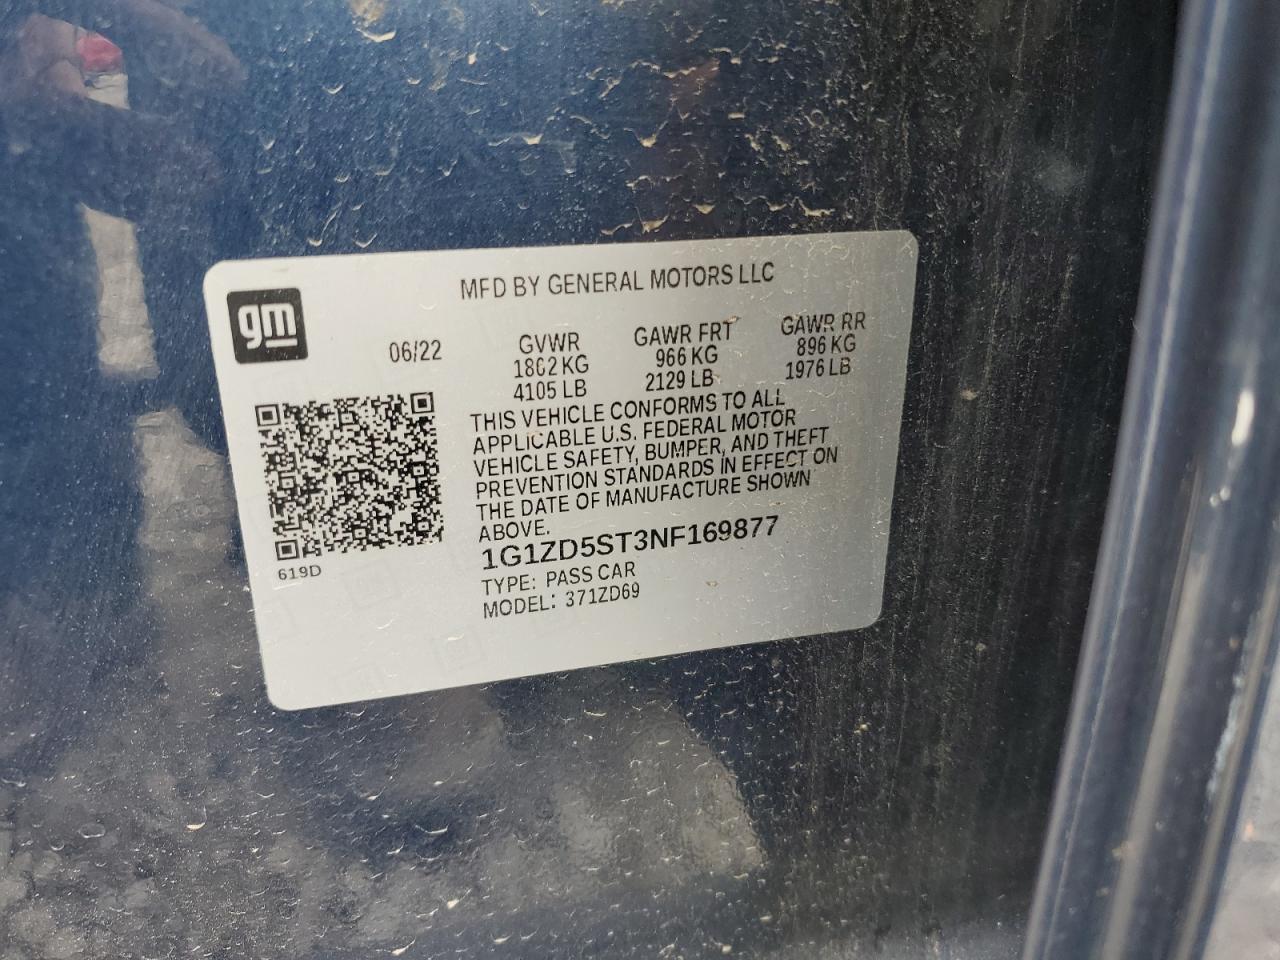 MFD BY GENERAL MOTORS LLC
gm
06/22
GVWR GAWR FRT GAWR RR
1862 KG 966 KG 896 KG
4105 LB 2129 LB 1976 LB
THIS VEHICLE CONFORMS TO ALL
APPLICABLE U.S. FEDERAL MOTOR
VEHICLE SAFETY, BUMPER, AND THEFT
PREVENTION STANDARDS IN EFFECT ON
THE DATE OF MANUFACTURE SHOWN
ABOVE.
1G1ZD5ST3NF169877
619D
TYPE: PASS CAR
MODEL: 371ZD69